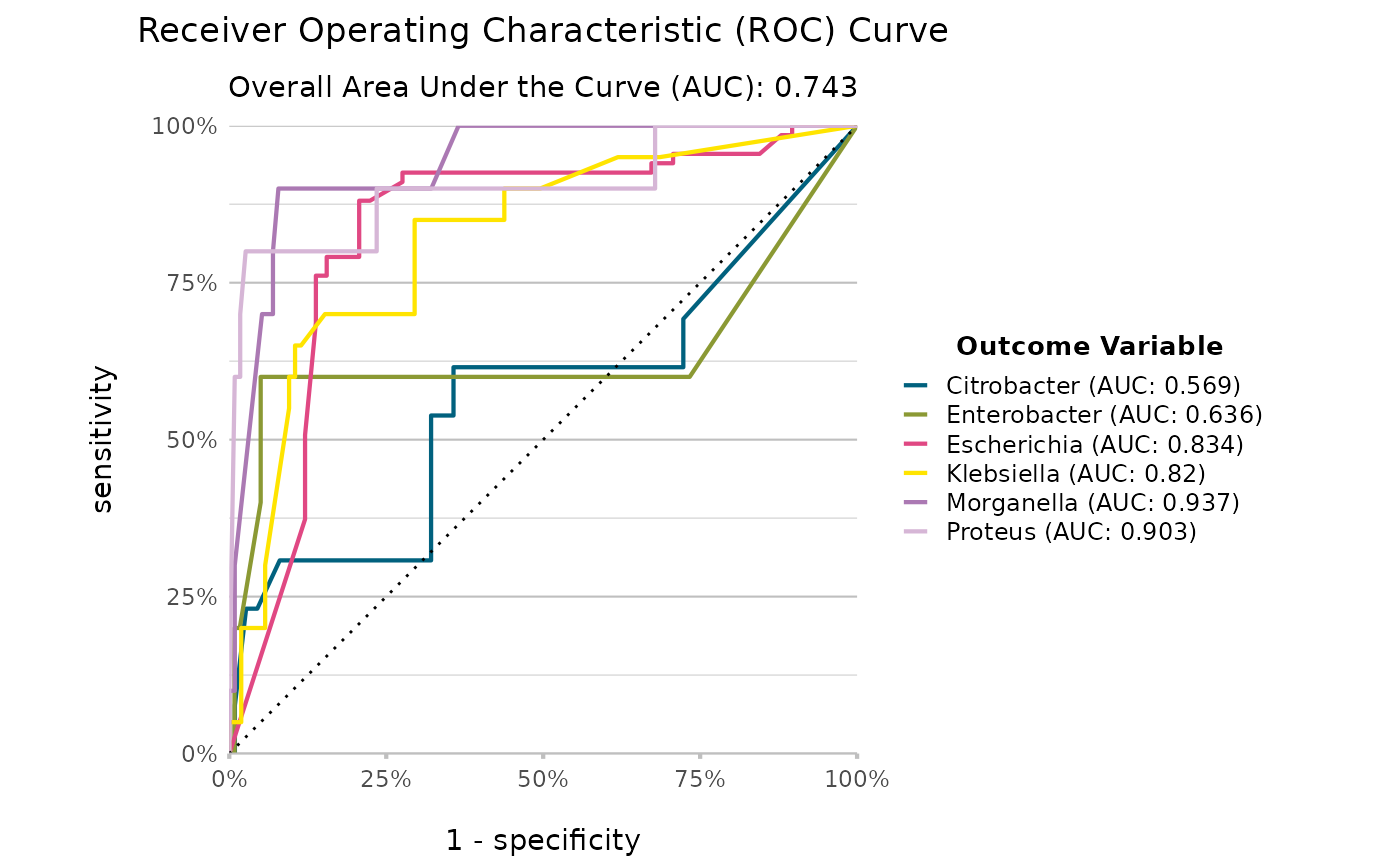 Receiver Operating Characteristic (ROC) Curve
Overall Area Under the Curve (AUC): 0.743
100%
75%
50%
25%
0%
sensitivity
0% 25% 50% 75% 100%
1 - specificity
Outcome Variable
Citrobacter (AUC: 0.569)
Enterobacter (AUC: 0.636)
Escherichia (AUC: 0.834)
Klebsiella (AUC: 0.82)
Morganella (AUC: 0.937)
Proteus (AUC: 0.903)